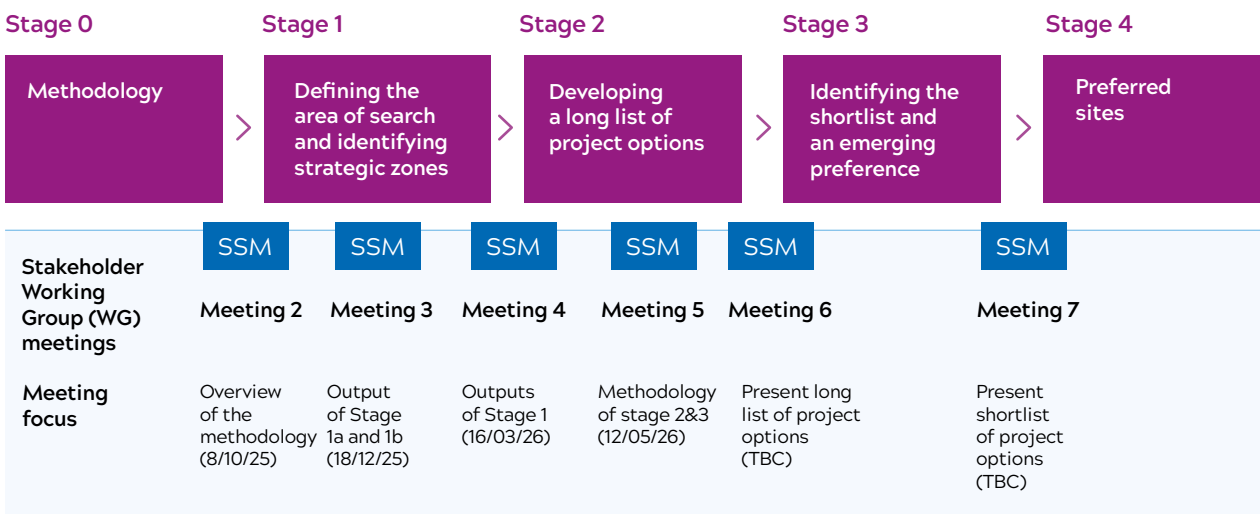 Stage 0
Stage 1
Stage 2
Stage 3
Stage 4
Methodology
Defining the
area of search
and identifying
strategic zones
Developing
a long list of
project options
Identifying the
shortlist and
an emerging
preference
Preferred
sites
SSM
SSM
SSM
SSM
SSM
SSM
Stakeholder
Working
Group (WG)
meetings
Meeting 2
Meeting 3
Meeting 4
Meeting 5
Meeting 6
Meeting 7
Meeting
focus
Overview
of the
methodology
(8/10/25)
Output
of Stage
1a and 1b
(18/12/25)
Outputs
of Stage 1
(16/03/26)
Methodology
of stage 2&3
(12/05/26)
Present long
list of project
options
(TBC)
Present
shortlist
of project
options
(TBC)